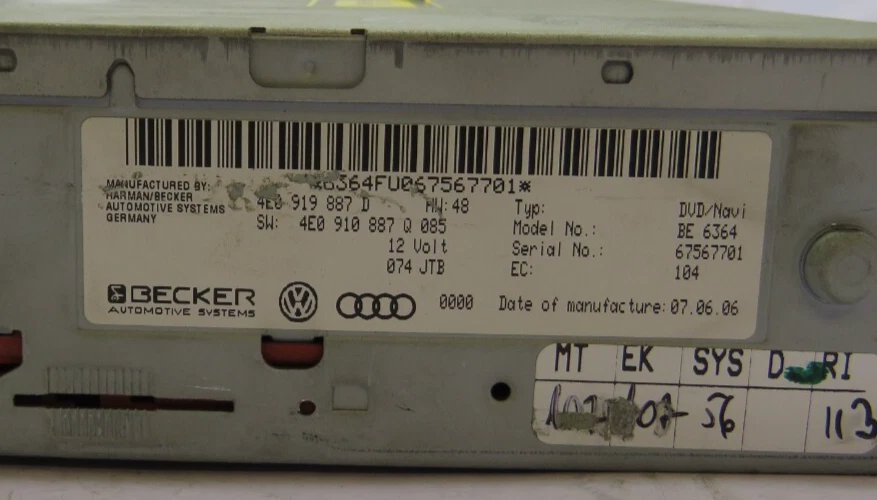 *6364FU067567701*
MANUFACTURED BY:
HARMAN/BECKER
AUTOMOTIVE SYSTEMS
GERMANY
4E0 919 887 D HW:48
SW: 4E0 910 887 Q 085
12 Volt
074 JTB
Typ: DVD/Navi
Model No.: BE 6364
Serial No.: 67567701
EC: 104
BECKER
AUTOMOTIVE SYSTEMS
0000 Date of manufacture: 07.06.06
MT EK SYS D RI
56 113